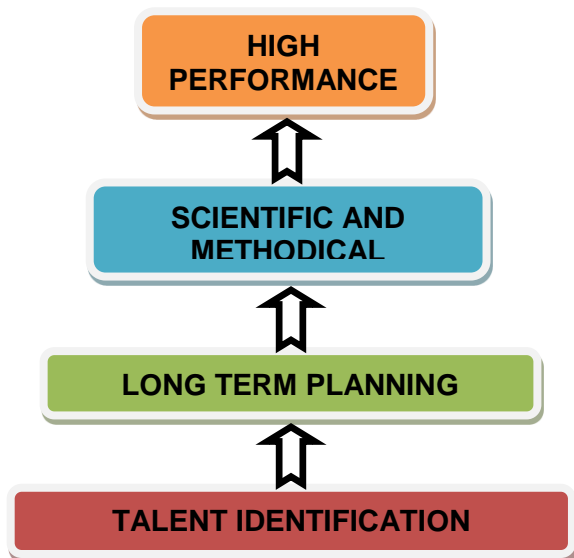 HIGH
PERFORMANCE
SCIENTIFIC AND
METHODICAL
LONG TERM PLANNING
TALENT IDENTIFICATION